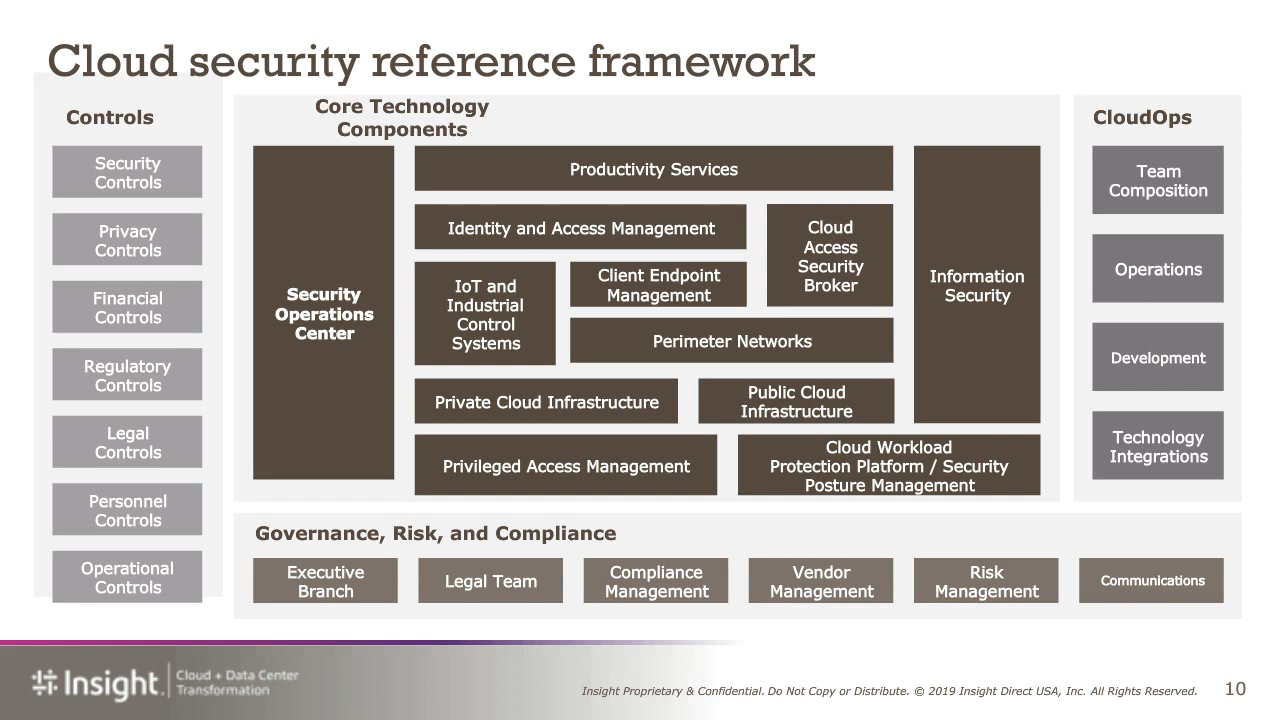 Cloud security reference framework
Controls
Security
Controls
Privacy
Controls
Financial
Controls
Regulatory
Controls
Legal
Controls
Personnel
Controls
Operational
Controls
Core Technology
Components
Security
Operations
Center
Productivity Services
Identity and Access Management
Cloud
Access
Security
Broker
IoT and
Industrial
Control
Systems
Client Endpoint
Management
Perimeter Networks
Private Cloud Infrastructure
Public Cloud
Infrastructure
Privileged Access Management
Cloud Workload
Protection Platform / Security
Posture Management
Information
Security
CloudOps
Team
Composition
Operations
Development
Technology
Integrations
Governance, Risk, and Compliance
Executive
Branch
Legal Team
Compliance
Management
Vendor
Management
Risk
Management
Communications
Insight.
Cloud + Data Center
Transformation
Insight Proprietary & Confidential. Do Not Copy or Distribute. © 2019 Insight Direct USA, Inc. All Rights Reserved.
10